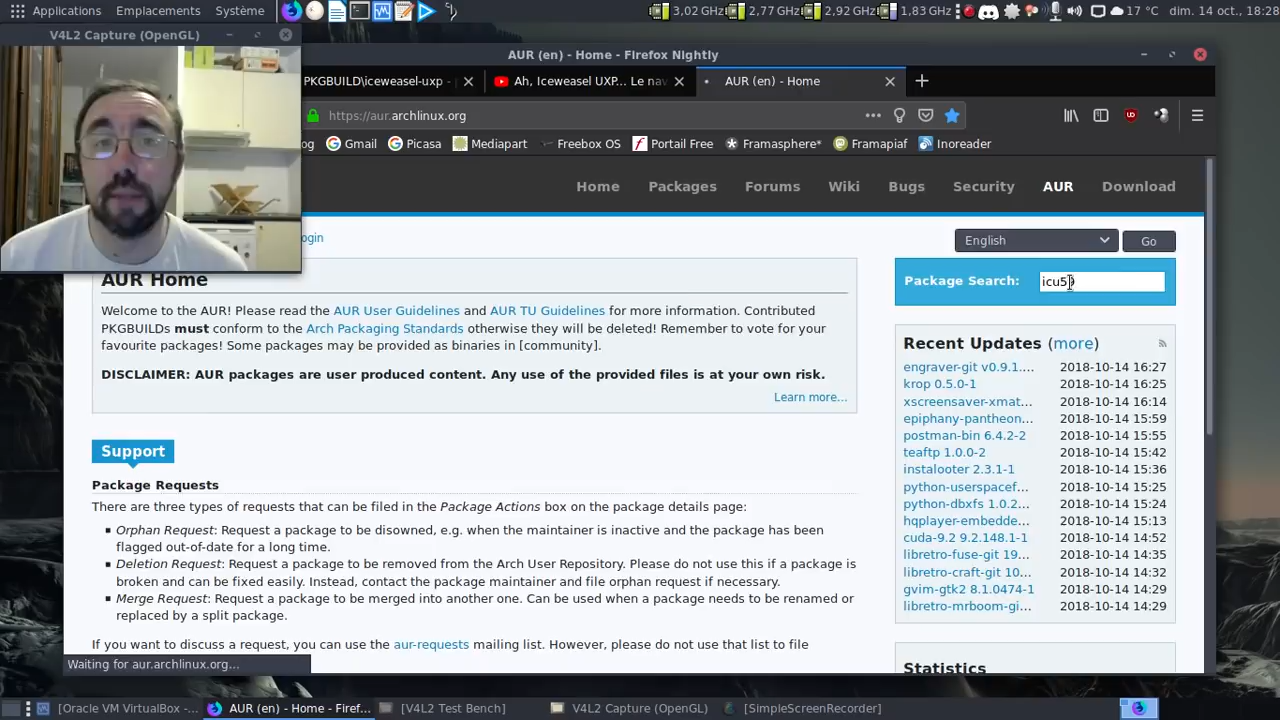 Applications Emplacements Système 3,02 GHz 2,77 GHz 2,92 GHz 1,83 GHz 17 °C dim. 14 oct., 18:28
V4L2 Capture (OpenGL)
AUR (en) - Home - Firefox Nightly
PKGBUILD\iceweasel-uxp - Ah, Iceweasel UXP... Le nav AUR (en) - Home
https://aur.archlinux.org
Gmail Picasa Mediapart Freebox OS Portail Free Framasphere* Framapiaf Inoreader
Home Packages Forums Wiki Bugs Security AUR Download
ogin
English Go
AUR Home
Welcome to the AUR! Please read the AUR User Guidelines and AUR TU Guidelines for more information. Contributed
PKGBUILDs must conform to the Arch Packaging Standards otherwise they will be deleted! Remember to vote for your
favourite packages! Some packages may be provided as binaries in [community].
DISCLAIMER: AUR packages are user produced content. Any use of the provided files is at your own risk.
Learn more...
Support
Package Requests
There are three types of requests that can be filed in the Package Actions box on the package details page:
Orphan Request: Request a package to be disowned, e.g. when the maintainer is inactive and the package has
been flagged out-of-date for a long time.
Deletion Request: Request a package to be removed from the Arch User Repository. Please do not use this if a package is
broken and can be fixed easily. Instead, contact the package maintainer and file orphan request if necessary.
Merge Request: Request a package to be merged into another one. Can be used when a package needs to be renamed or
replaced by a split package.
If you want to discuss a request, you can use the aur-requests mailing list. However, please do not use that list to file
Package Search: icu59
Recent Updates (more)
engraver-git v0.9.1.... 2018-10-14 16:27
krop 0.5.0-1 2018-10-14 16:25
xscreensaver-xmat... 2018-10-14 16:14
epiphany-pantheon... 2018-10-14 15:59
postman-bin 6.4.2-2 2018-10-14 15:55
teaftp 1.0.0-2 2018-10-14 15:42
instalooter 2.3.1-1 2018-10-14 15:36
python-userspacef... 2018-10-14 15:25
python-dbxfs 1.0.2... 2018-10-14 15:24
hqplayer-embedde... 2018-10-14 15:13
cuda-9.2 9.2.148.1-1 2018-10-14 14:52
libretro-fuse-git 19... 2018-10-14 14:35
libretro-craft-git 10... 2018-10-14 14:32
gvim-gtk2 8.1.0474-1 2018-10-14 14:29
libretro-mrboom-gi... 2018-10-14 14:29
Statistics
Waiting for aur.archlinux.org...
[Oracle VM VirtualBox -... AUR (en) - Home - Firef... [V4L2 Test Bench] V4L2 Capture (OpenGL) [SimpleScreenRecorder]